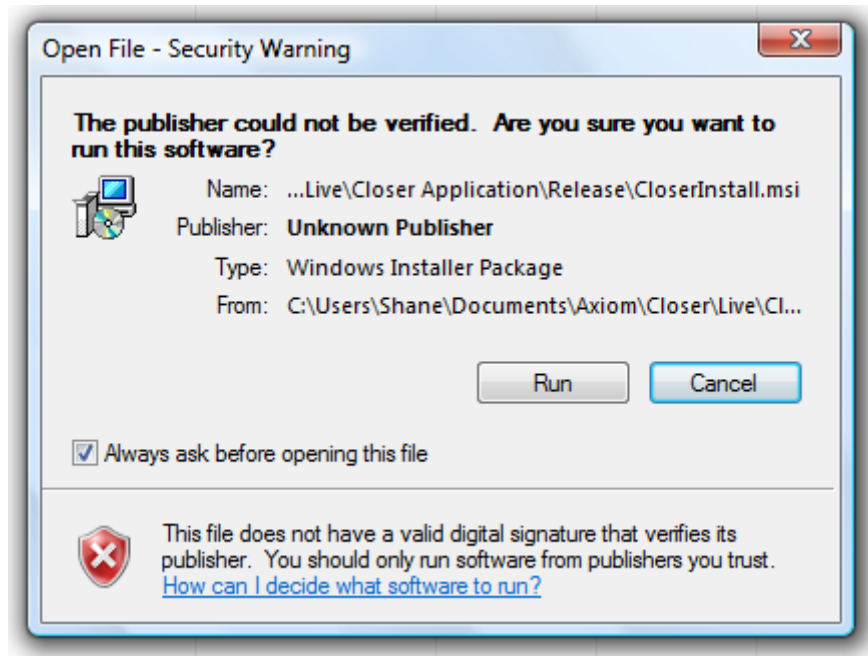 Open File - Security Warning
The publisher could not be verified.  Are you sure you want to
run this software?
Name: ...Live\Closer Application\Release\CloserInstall.msi
Publisher: Unknown Publisher
Type: Windows Installer Package
From: C:\Users\Shane\Documents\Axiom\Closer\Live\Cl...
Run Cancel
Always ask before opening this file
This file does not have a valid digital signature that verifies its
publisher.  You should only run software from publishers you trust.
How can I decide what software to run?